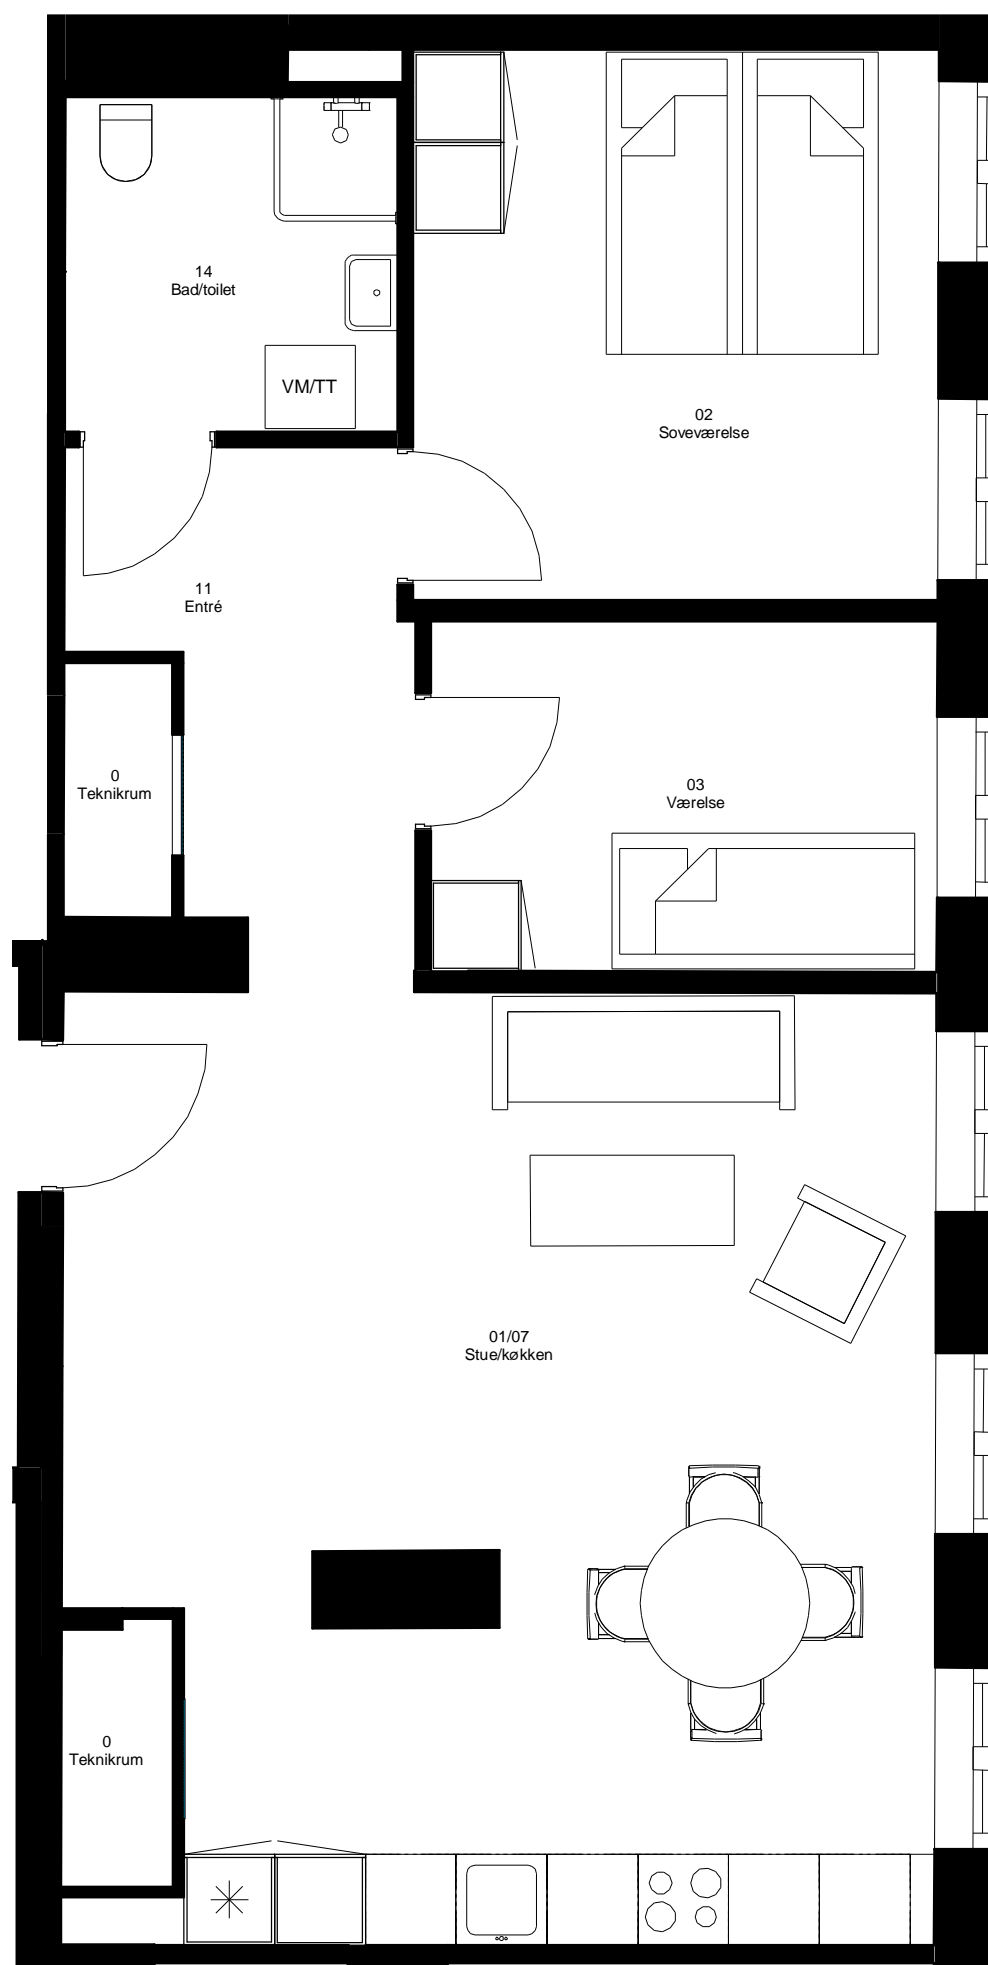 14
Bad/toilet
VM/TT
02
Soveværelse
11
Entré
0
Teknikrum
03
Værelse
01/07
Stue/køkken
0
Teknikrum